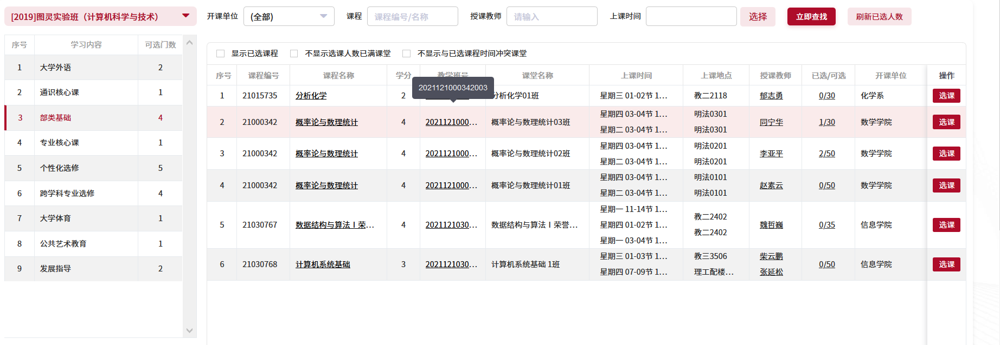 [2019]图灵实验班（计算机科学与技术）
开课单位 (全部) 课程 课程编号/名称 授课教师 请输入 上课时间 选择 立即查找 刷新已选人数
序号 学习内容 可选门数
1 大学外语 2
2 通识核心课 1
3 部类基础 4
4 专业核心课 1
5 个性化选修 5
6 跨学科专业选修 4
7 大学体育 1
8 公共艺术教育 1
9 发展指导 2
显示已选课程 不显示选课人数已满课堂 不显示与已选课程时间冲突课堂
序号 课程编号 课程名称 学分 教学班号 课堂名称 上课时间 上课地点 授课教师 已选/可选 开课单位 操作
2021121000342003
1 21015735 分析化学 2 分析化学01班 星期三 01-02节 1... 教二2118 郁志勇 0/30 化学系 选课
2 21000342 概率论与数理统计 4 2021121000... 概率论与数理统计03班 星期四 03-04节 1... 明法0301 同宁华 1/30 数学学院 选课
星期二 03-04节 1... 明法0301
3 21000342 概率论与数理统计 4 2021121000... 概率论与数理统计02班 星期四 03-04节 1... 明法0201 李亚平 2/50 数学学院 选课
星期二 03-04节 1... 明法0201
4 21000342 概率论与数理统计 4 2021121000... 概率论与数理统计01班 星期四 03-04节 1... 明法0101 赵素云 0/50 数学学院 选课
星期二 03-04节 1... 明法0101
5 21030767 数据结构与算法Ⅰ荣... 4 2021121030... 数据结构与算法Ⅰ荣誉... 星期一 11-14节 1... 教二2402 魏哲巍 0/35 信息学院 选课
星期四 01-02节 1... 教二2402
星期一 03-04节 1...
6 21030768 计算机系统基础 3 2021121030... 计算机系统基础 1班 星期三 01-03节 1... 教三3506 柴云鹏 0/50 信息学院 选课
星期四 07-09节 1... 理工配楼... 张延松